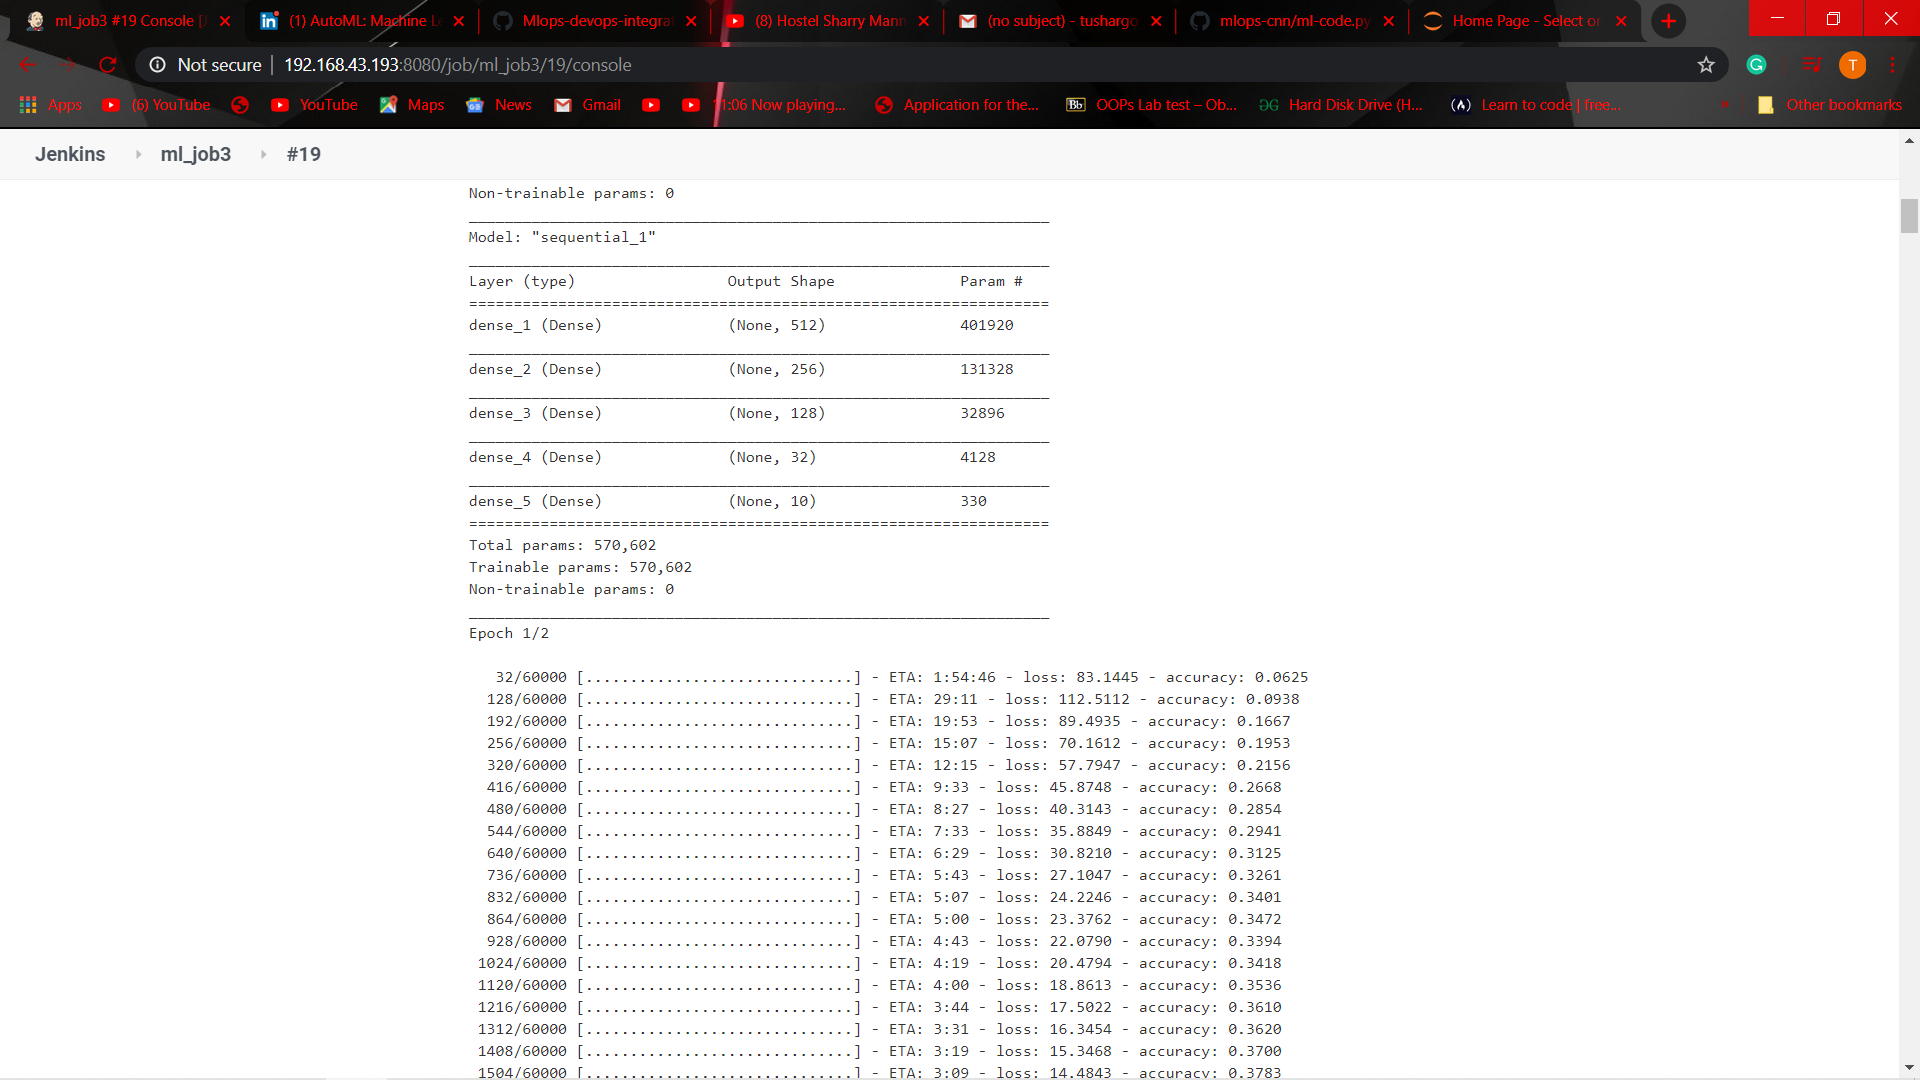 ml_job3 #19 Console [J
(1) AutoML: Machine Le
Mlops-devops-integrat
(8) Hostel Sharry Mann
(no subject) - tushargo
mlops-cnn/ml-code.py
Home Page - Select or
Not secure | 192.168.43.193:8080/job/ml_job3/19/console
T
Apps (6) YouTube YouTube Maps News Gmail 11:06 Now playing... Application for the... OOPs Lab test – Ob... Hard Disk Drive (H... Learn to code | free... » Other bookmarks
Jenkins ml_job3 #19
Non-trainable params: 0
_________________________________________________________________
Model: "sequential_1"
_________________________________________________________________
Layer (type) Output Shape Param #
=================================================================
dense_1 (Dense) (None, 512) 401920
_________________________________________________________________
dense_2 (Dense) (None, 256) 131328
_________________________________________________________________
dense_3 (Dense) (None, 128) 32896
_________________________________________________________________
dense_4 (Dense) (None, 32) 4128
_________________________________________________________________
dense_5 (Dense) (None, 10) 330
=================================================================
Total params: 570,602
Trainable params: 570,602
Non-trainable params: 0
_________________________________________________________________
Epoch 1/2
32/60000 [..............................] - ETA: 1:54:46 - loss: 83.1445 - accuracy: 0.0625
128/60000 [..............................] - ETA: 29:11 - loss: 112.5112 - accuracy: 0.0938
192/60000 [..............................] - ETA: 19:53 - loss: 89.4935 - accuracy: 0.1667
256/60000 [..............................] - ETA: 15:07 - loss: 70.1612 - accuracy: 0.1953
320/60000 [..............................] - ETA: 12:15 - loss: 57.7947 - accuracy: 0.2156
416/60000 [..............................] - ETA: 9:33 - loss: 45.8748 - accuracy: 0.2668
480/60000 [..............................] - ETA: 8:27 - loss: 40.3143 - accuracy: 0.2854
544/60000 [..............................] - ETA: 7:33 - loss: 35.8849 - accuracy: 0.2941
640/60000 [..............................] - ETA: 6:29 - loss: 30.8210 - accuracy: 0.3125
736/60000 [..............................] - ETA: 5:43 - loss: 27.1047 - accuracy: 0.3261
832/60000 [..............................] - ETA: 5:07 - loss: 24.2246 - accuracy: 0.3401
864/60000 [..............................] - ETA: 5:00 - loss: 23.3762 - accuracy: 0.3472
928/60000 [..............................] - ETA: 4:43 - loss: 22.0790 - accuracy: 0.3394
1024/60000 [..............................] - ETA: 4:19 - loss: 20.4794 - accuracy: 0.3418
1120/60000 [..............................] - ETA: 4:00 - loss: 18.8613 - accuracy: 0.3536
1216/60000 [..............................] - ETA: 3:44 - loss: 17.5022 - accuracy: 0.3610
1312/60000 [..............................] - ETA: 3:31 - loss: 16.3454 - accuracy: 0.3620
1408/60000 [..............................] - ETA: 3:19 - loss: 15.3468 - accuracy: 0.3700
1504/60000 [..............................] - ETA: 3:09 - loss: 14.4843 - accuracy: 0.3783